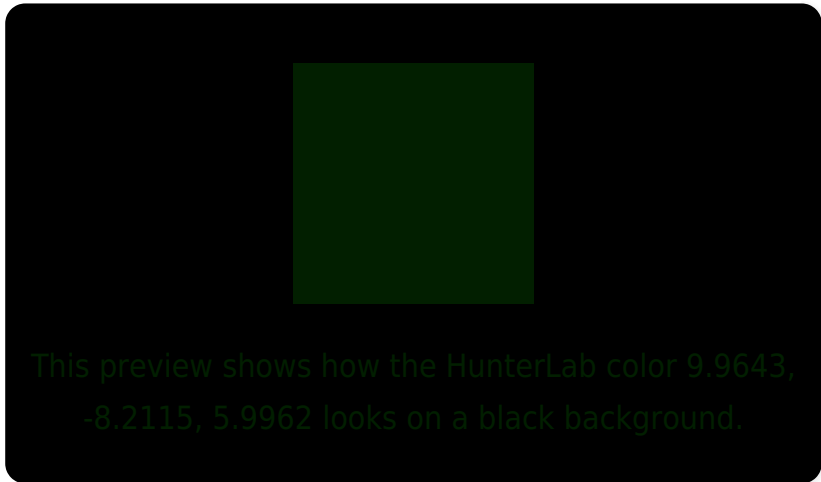 This preview shows how the HunterLab color 9.9643,
-8.2115, 5.9962 looks on a black background.